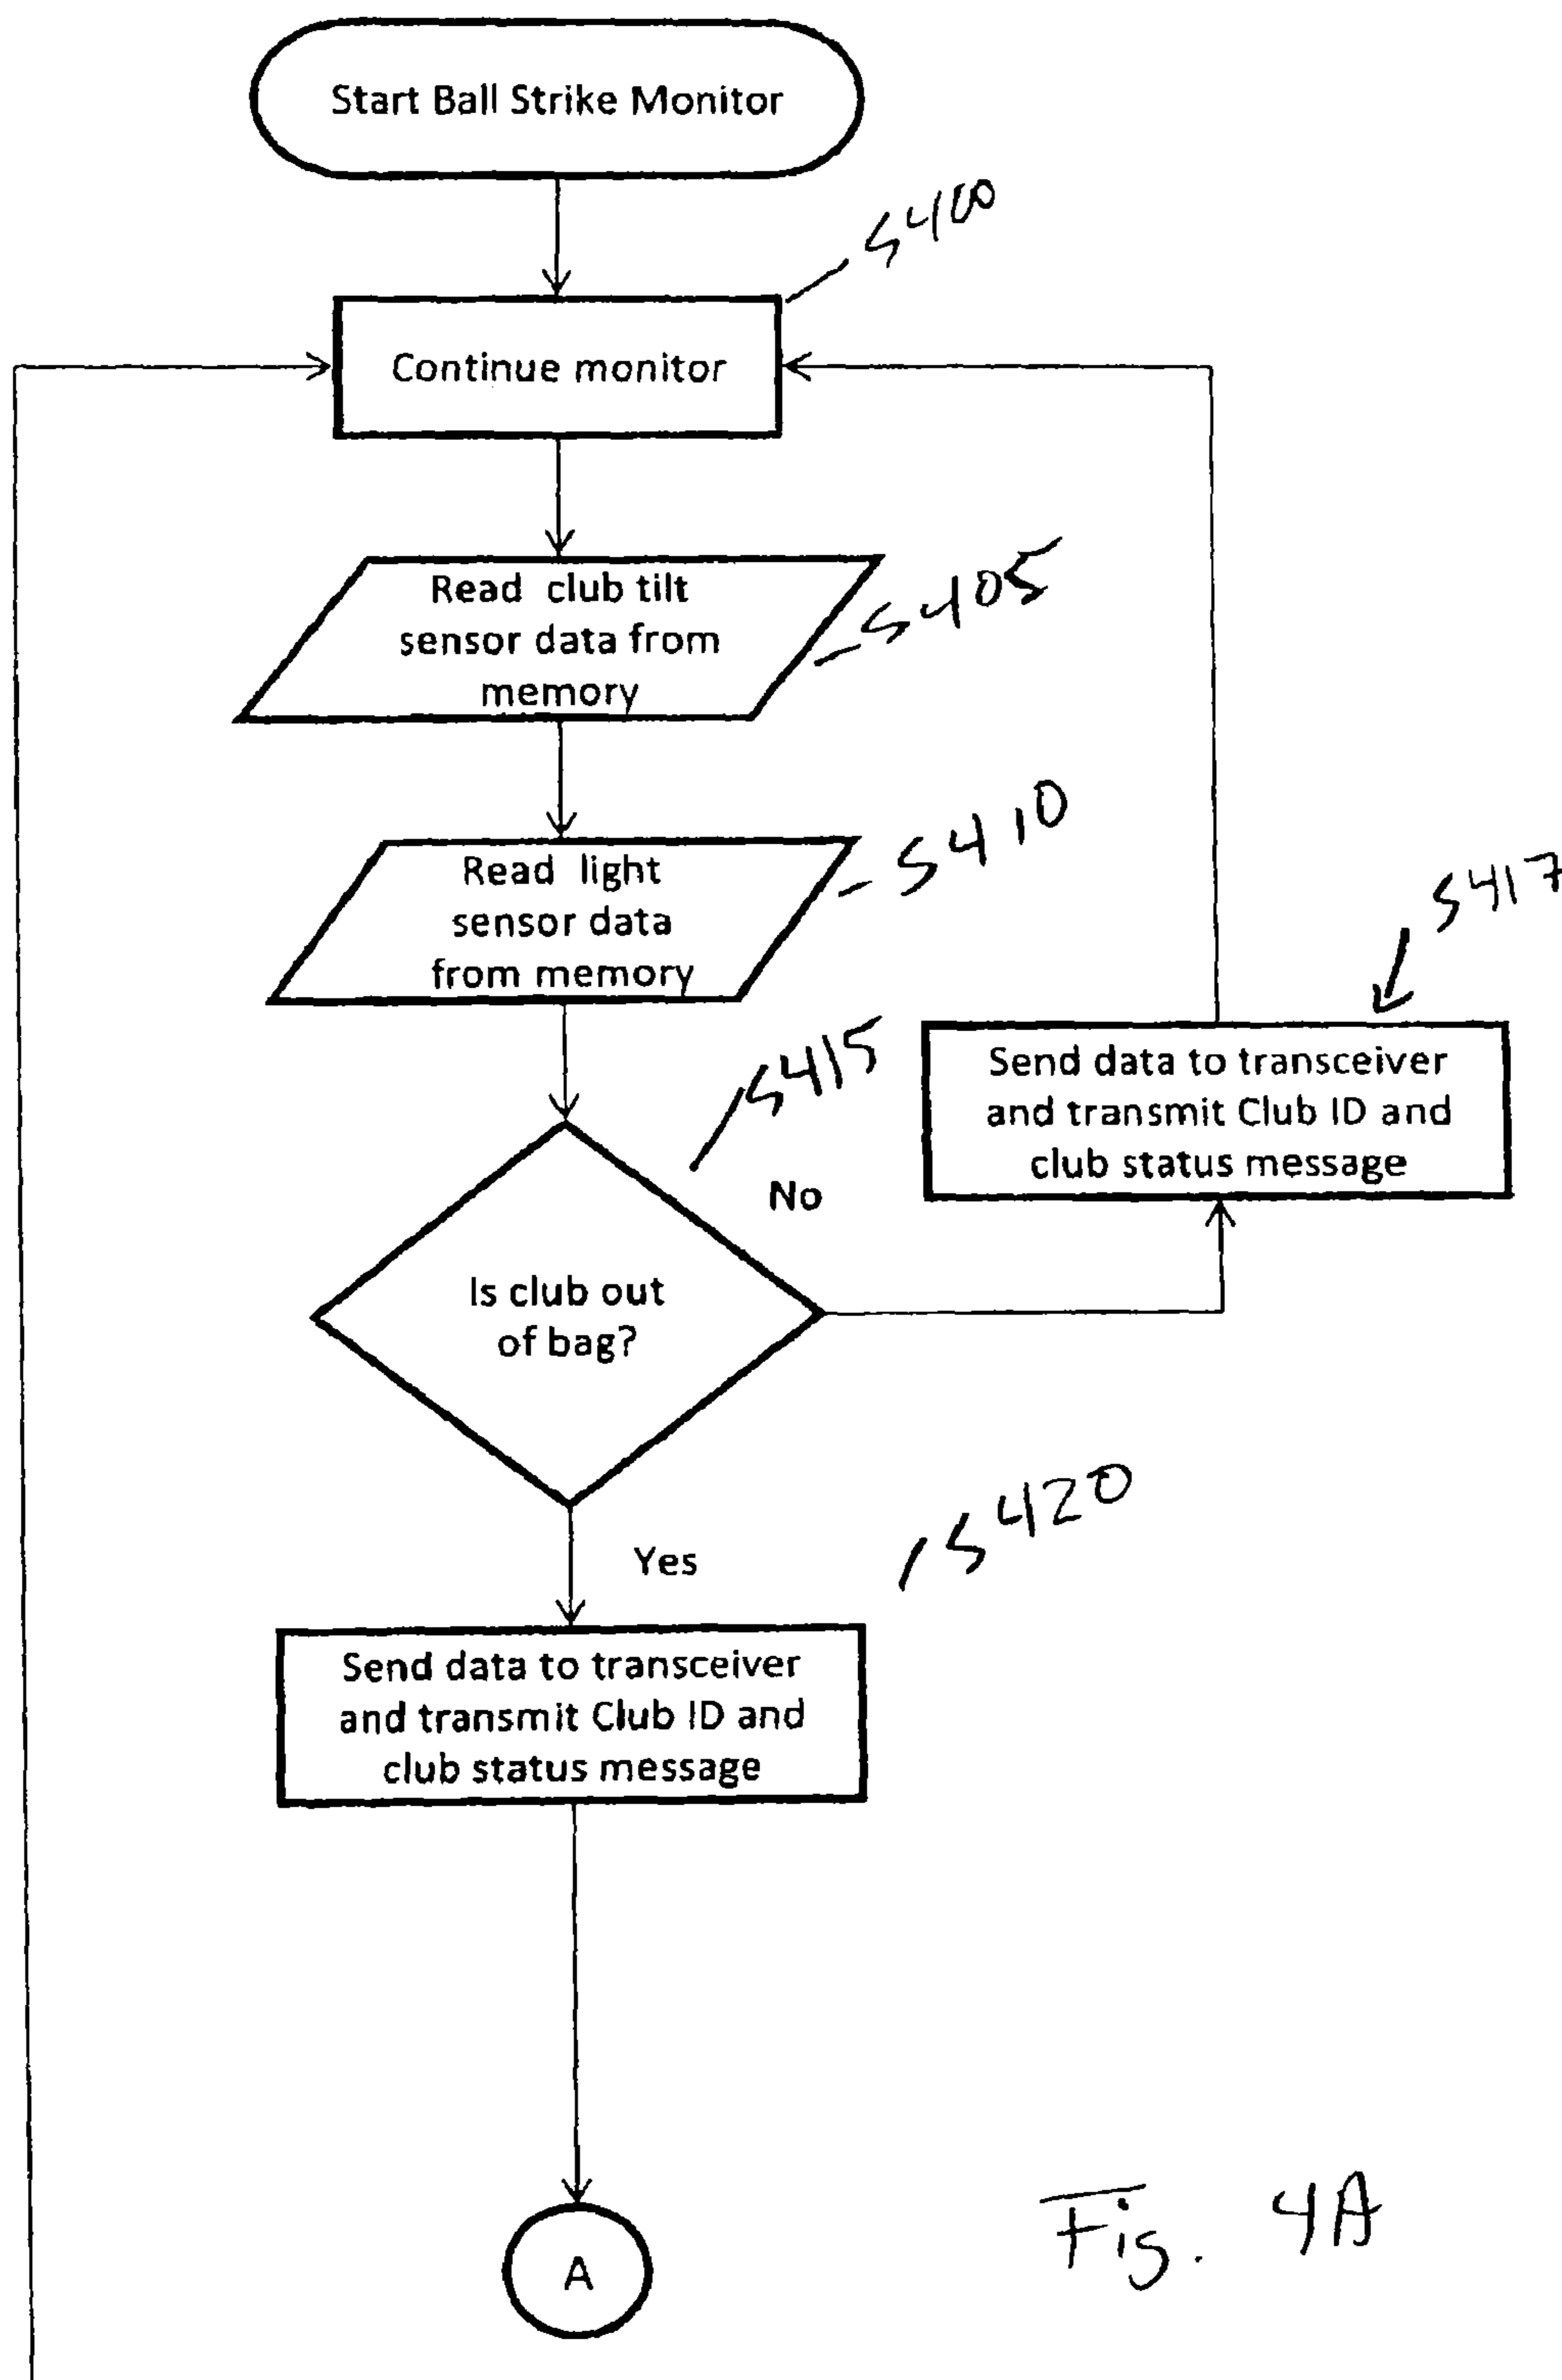 Start Ball Strike Monitor
S400
Continue monitor
Read club tilt
sensor data from
memory
S405
Read light
sensor data
from memory
S410
S417
Send data to transceiver
and transmit Club ID and
club status message
S415
No
Is club out
of bag?
Yes
S420
Send data to transceiver
and transmit Club ID and
club status message
A
Fig. 4A